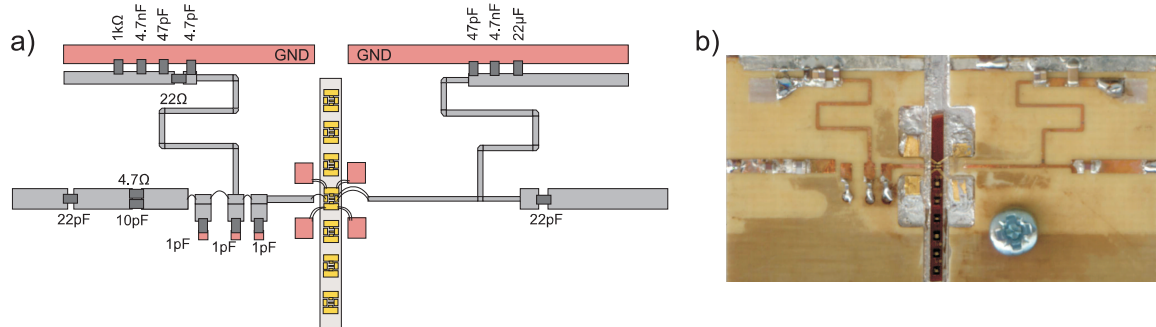 a)
1kΩ
4.7nF
47pF
4.7pF
GND
22Ω
47pF
4.7nF
22µF
GND
4.7Ω
22pF
10pF
1pF
1pF
1pF
22pF
b)